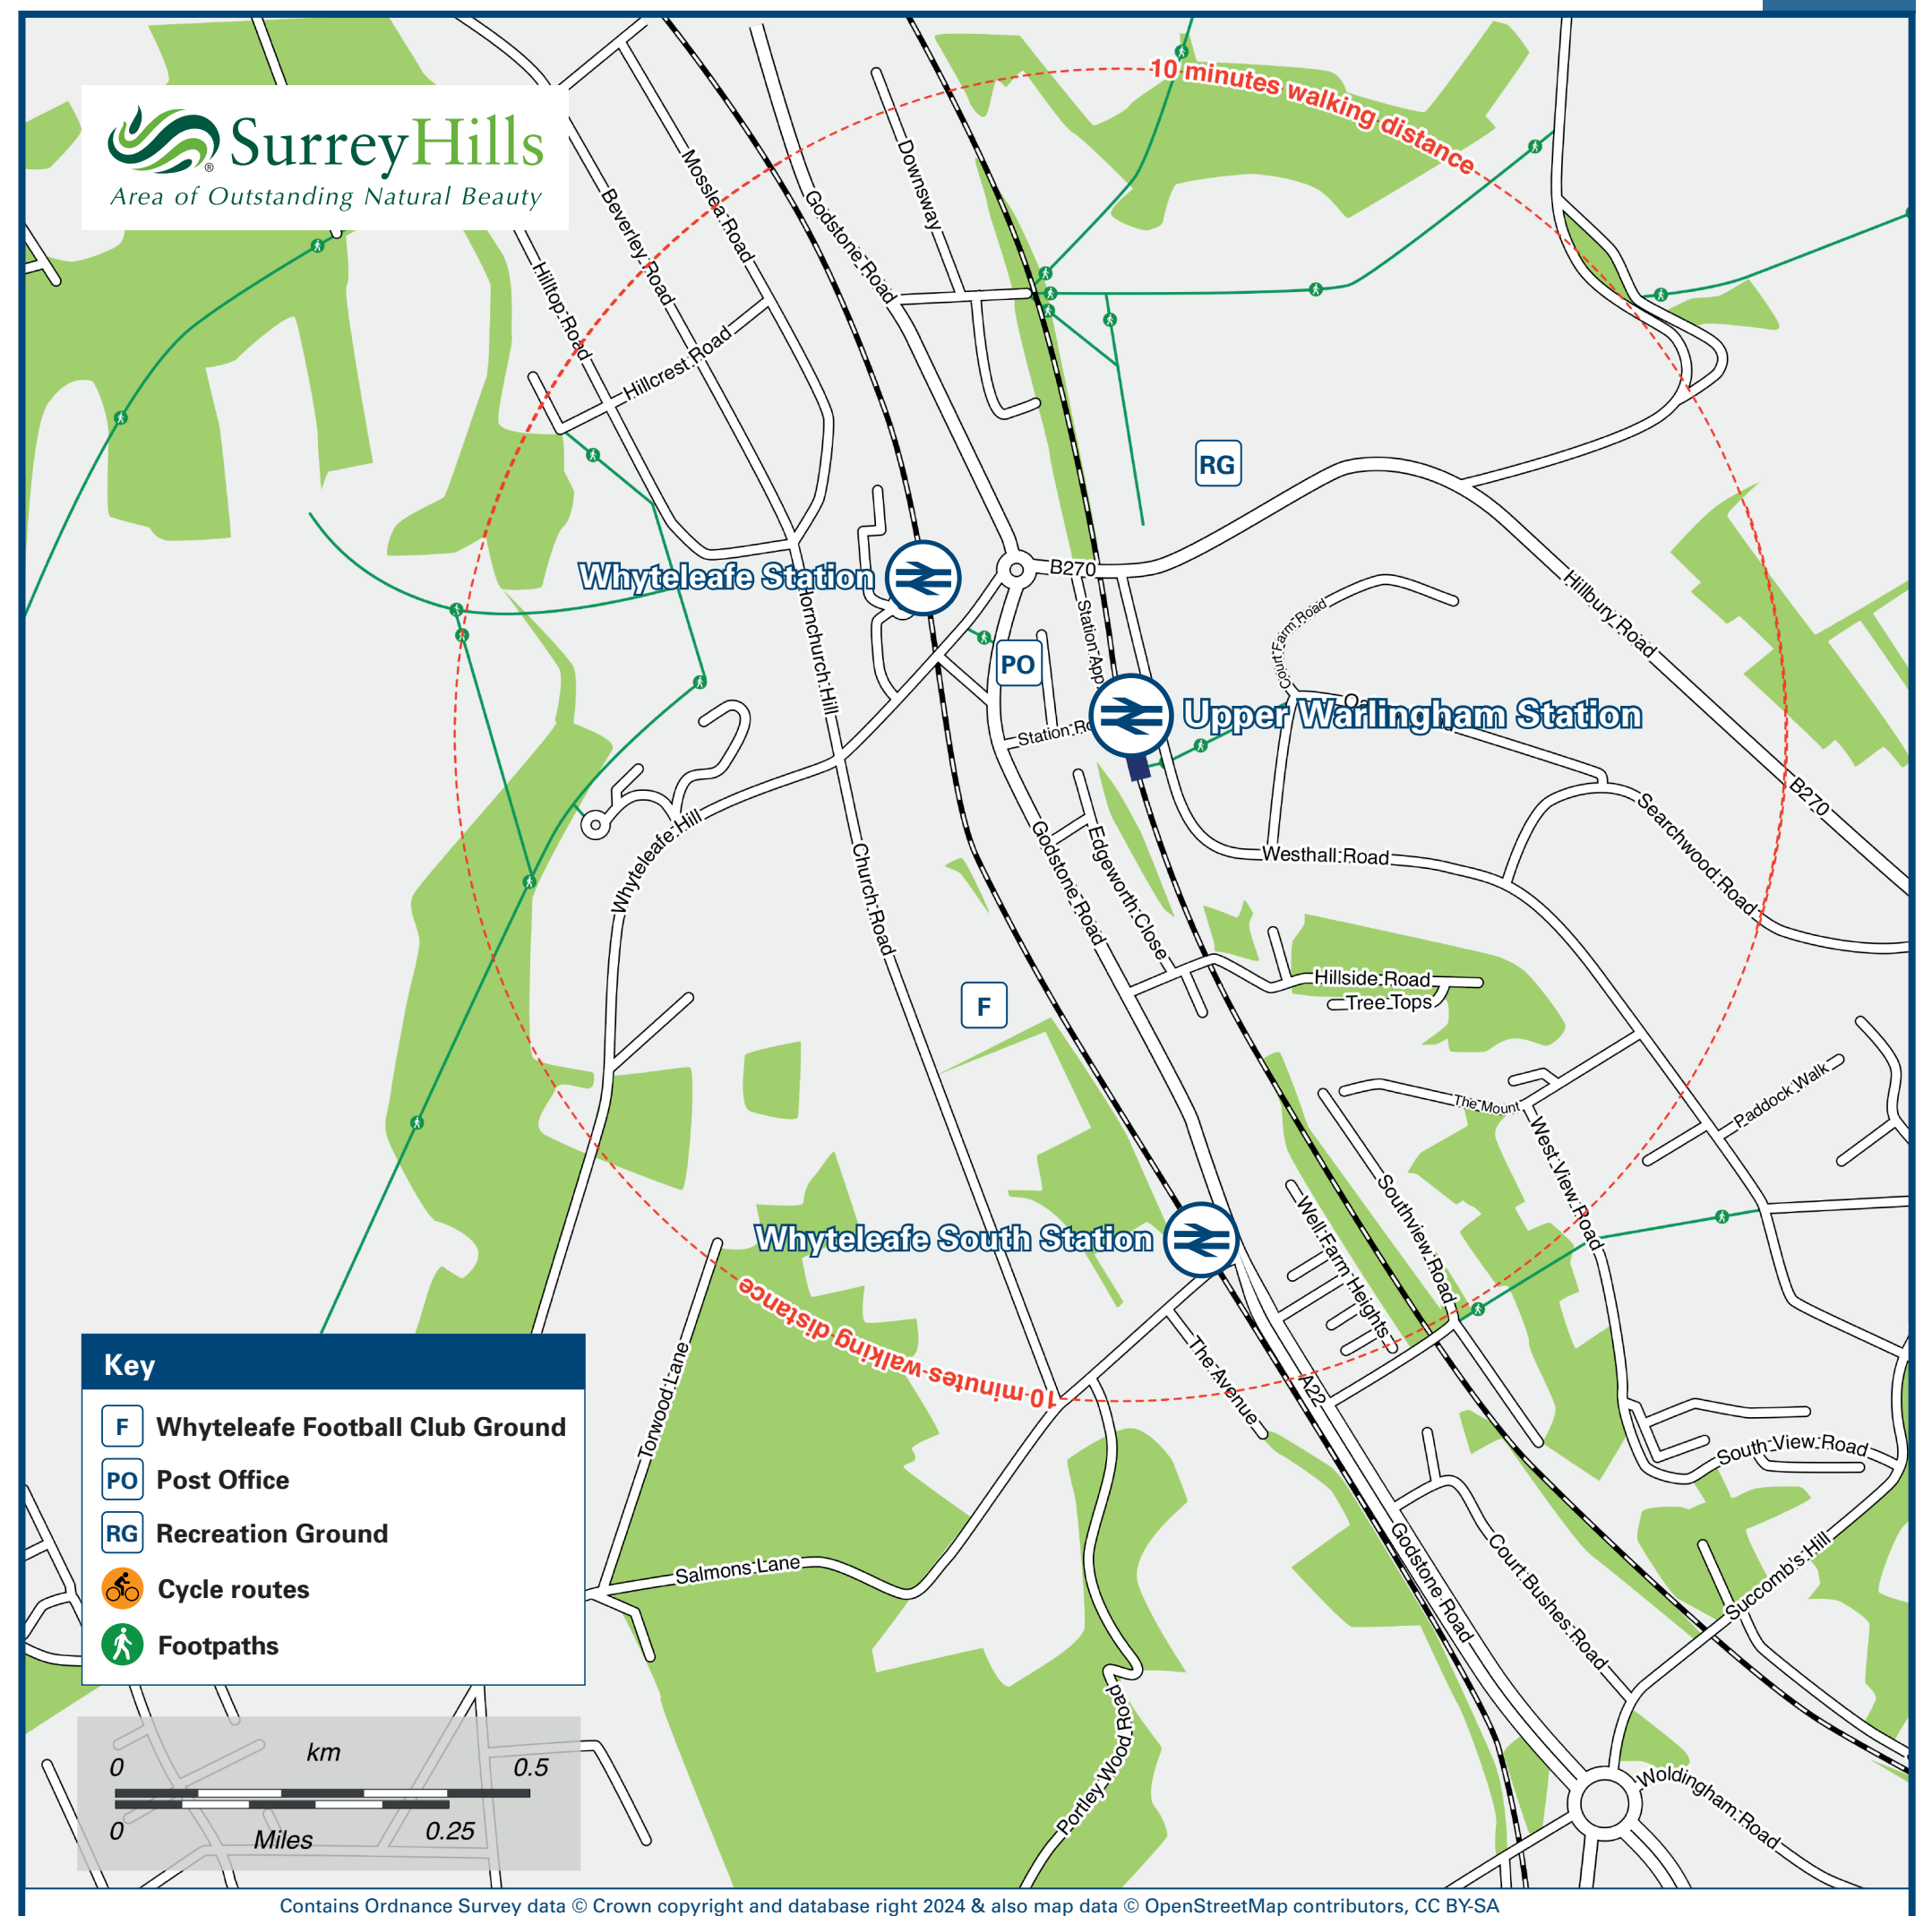 SurreyHills
®
Area of Outstanding Natural Beauty
10 minutes walking distance
Downsway
Mosslea Road
Godstone Road
Beverley Road
Hilltop Road
Hillcrest Road
RG
B270
Whyteleafe Station
Hornchurch Hill
Station App
Court Farm Road
Hillbury Road
PO
Station Ro
Upper Warlingham Station
B270
Searchwood Road
Whyteleafe Hill
Godstone Road
Edgeworth Close
Westhall Road
Church Road
Hillside Road
Tree Tops
F
The Mount
Paddock Walk
West View Road
Southview Road
Well Farm Heights
Whyteleafe South Station
10 minutes walking distance
The Avenue
A22
Torwood Lane
South View Road
Salmons Lane
Godstone Road
Court Bushes Road
Succomb's Hill
Portley Wood Road
Woldingham Road
Key
F Whyteleafe Football Club Ground
PO Post Office
RG Recreation Ground
Cycle routes
Footpaths
km
0 0.5
0 0.25
Miles
Contains Ordnance Survey data © Crown copyright and database right 2024 & also map data © OpenStreetMap contributors, CC BY-SA